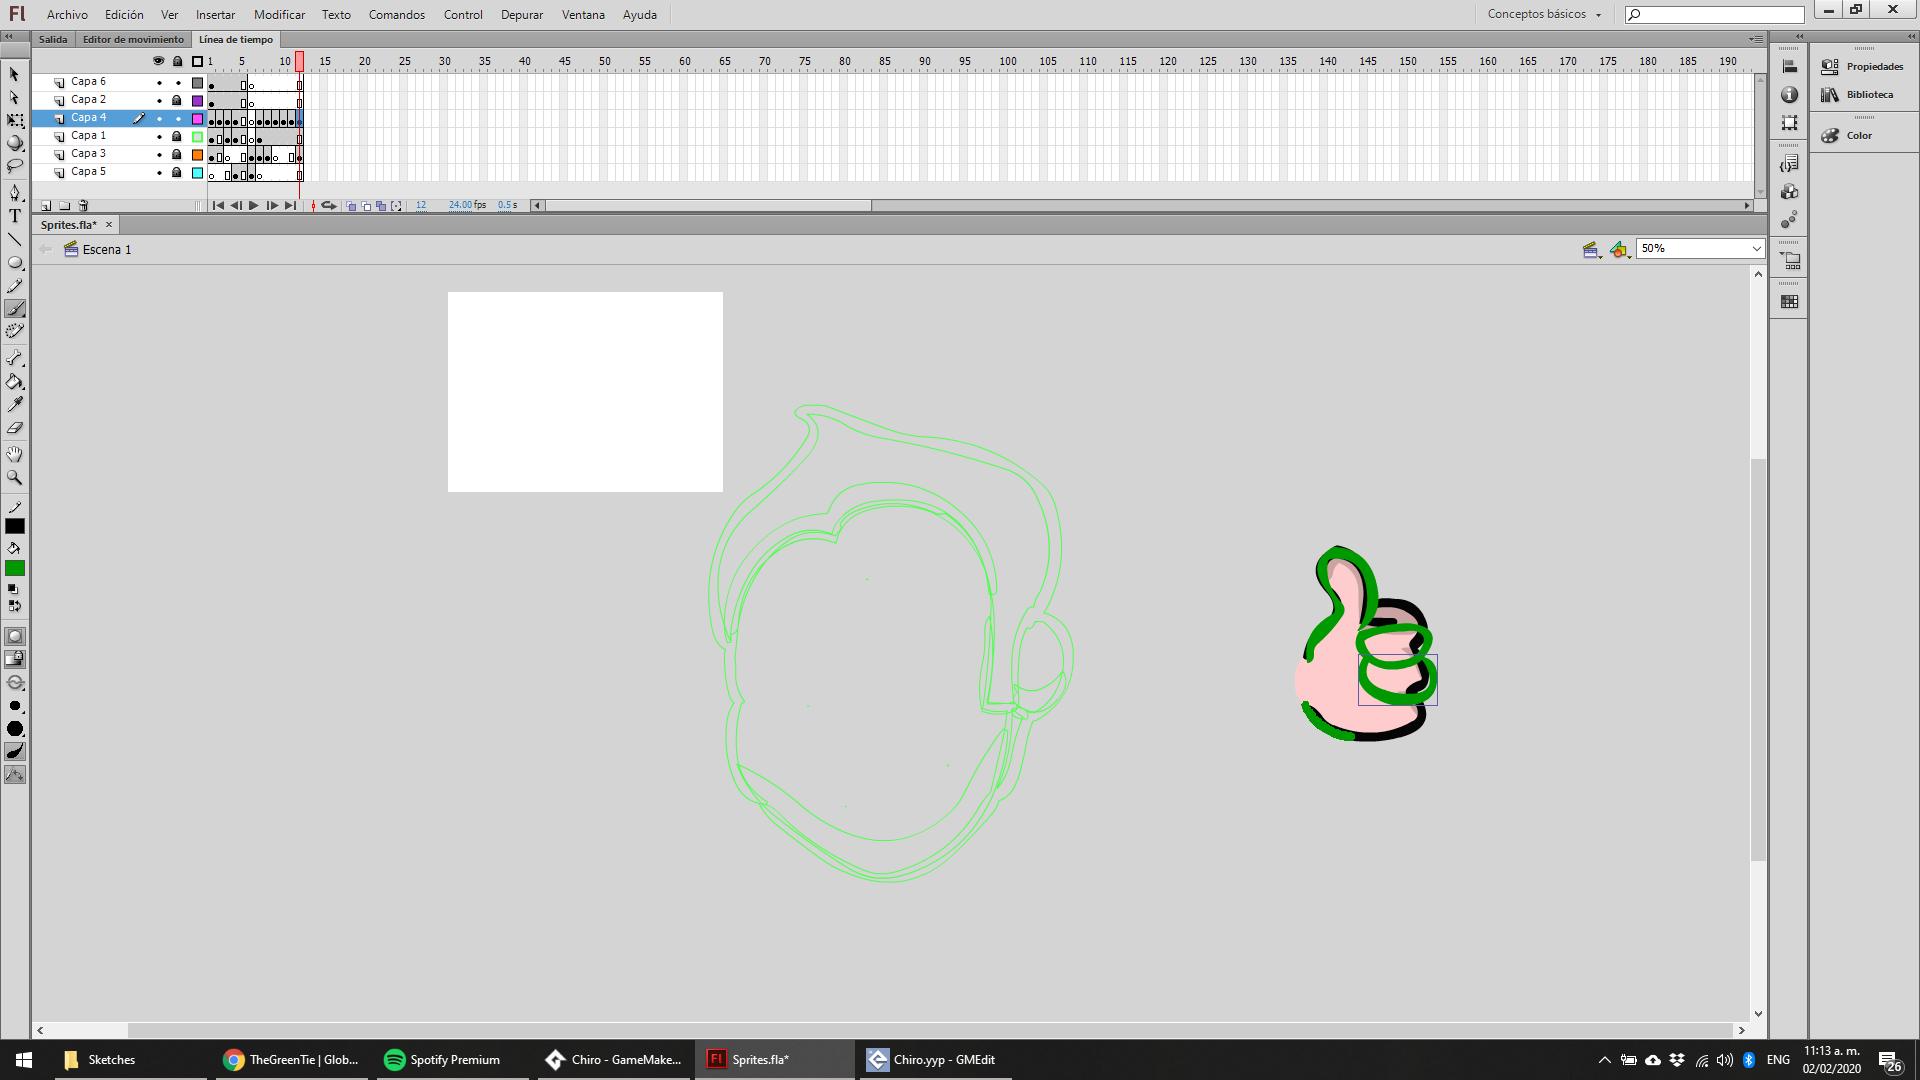 Fl Archivo Edición Ver Insertar Modificar Texto Comandos Control Depurar Ventana Ayuda Conceptos básicos
Salida Editor de movimiento Línea de tiempo
1 5 10 15 20 25 30 35 40 45 50 55 60 65 70 75 80 85 90 95 100 105 110 115 120 125 130 135 140 145 150 155 160 165 170 175 180 185 190
Capa 6
Capa 2
Capa 4
Capa 1
Capa 3
Capa 5
12 24.00 fps 0.5 s
Sprites.fla* ×
Escena 1
50%
Propiedades
Biblioteca
Color
Sketches
TheGreenTie | Glob...
Spotify Premium
Chiro - GameMake...
Fl Sprites.fla*
Chiro.yyp - GMEdit
ENG
11:13 a. m.
02/02/2020
26